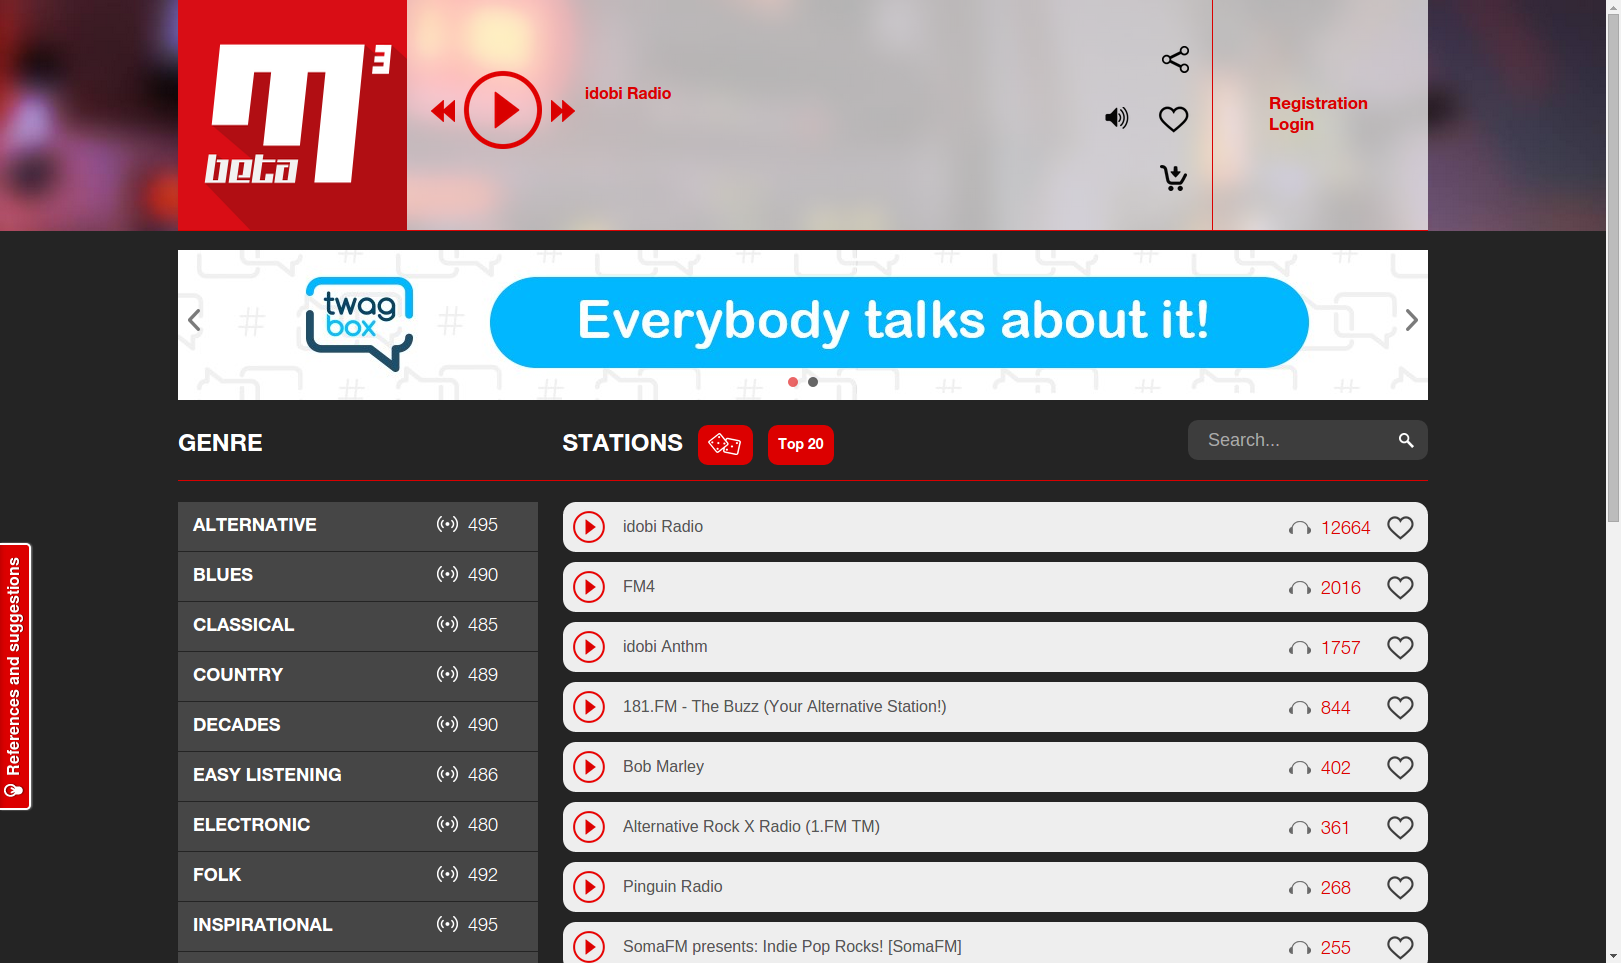 m3
beta
idobi Radio
Registration
Login
twag
box
Everybody talks about it!
GENRE
STATIONS
Top 20
Search...
ALTERNATIVE 495
BLUES 490
CLASSICAL 485
COUNTRY 489
DECADES 490
EASY LISTENING 486
ELECTRONIC 480
FOLK 492
INSPIRATIONAL 495
idobi Radio 12664
FM4 2016
idobi Anthm 1757
181.FM - The Buzz (Your Alternative Station!) 844
Bob Marley 402
Alternative Rock X Radio (1.FM TM) 361
Pinguin Radio 268
SomaFM presents: Indie Pop Rocks! [SomaFM] 255
References and suggestions